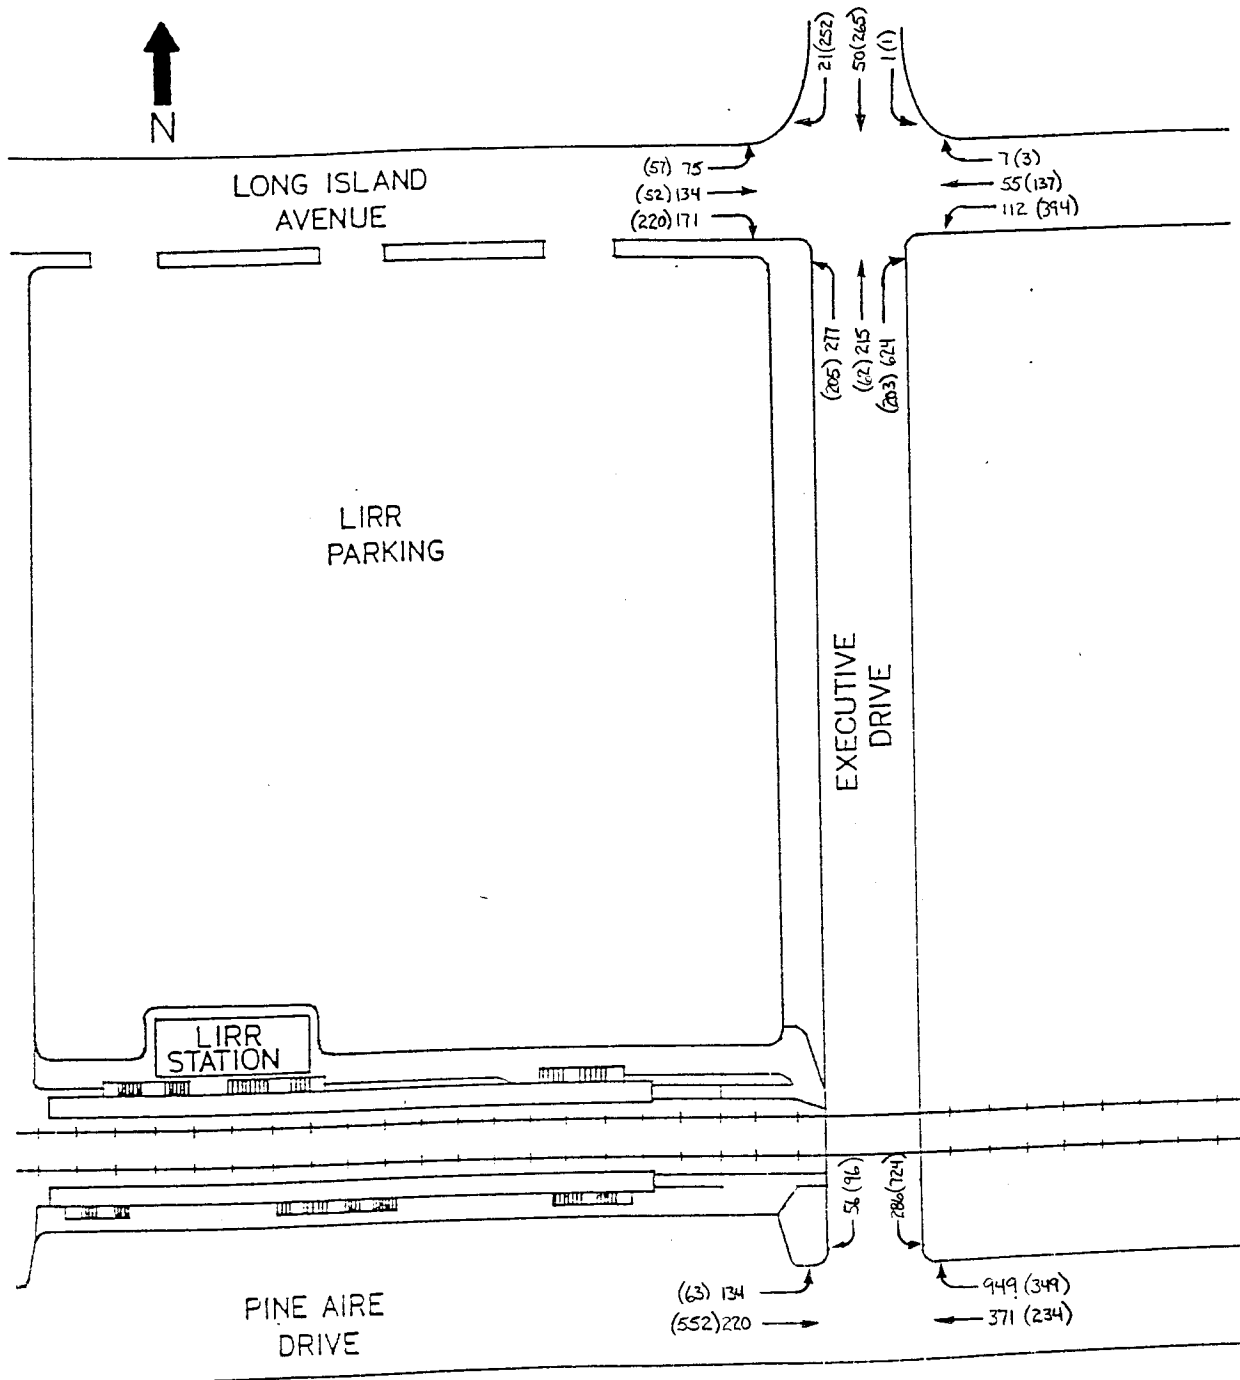 21(252)
50(265)
1(1)
N
LONG ISLAND
AVENUE
(57) 75
(52) 134
(220) 171
7(3)
55(137)
112 (394)
(205) 277
(62) 215
(203) 624
LIRR
PARKING
EXECUTIVE
DRIVE
LIRR
STATION
56(96)
286(724)
PINE AIRE
DRIVE
(63) 134
(552) 220
949 (349)
371 (234)